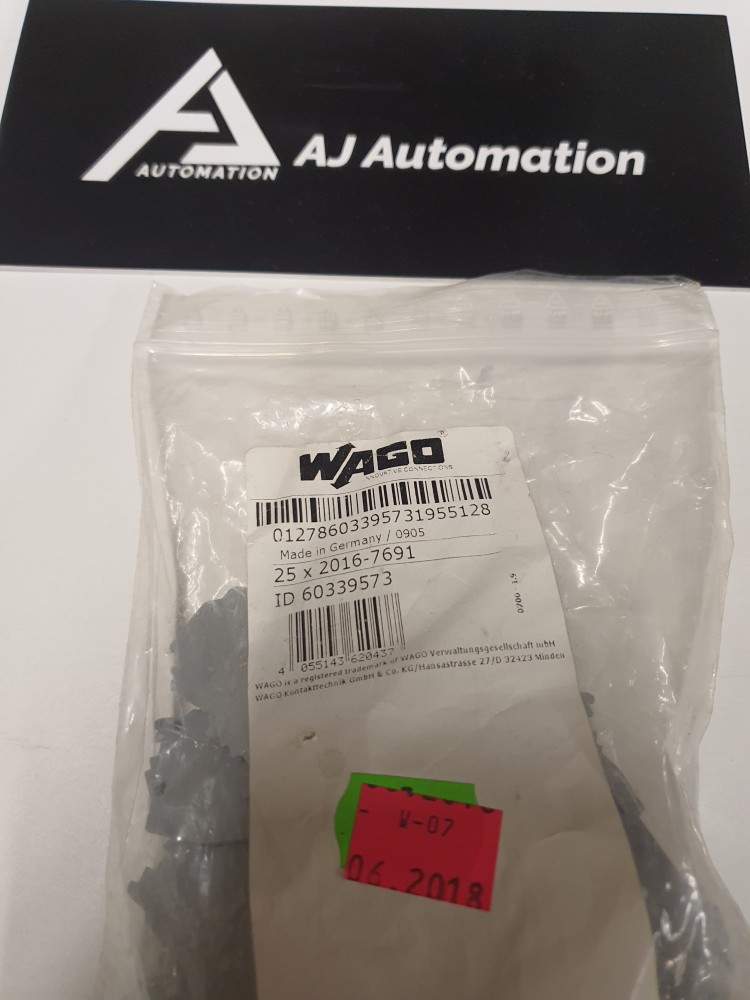 AUTOMATION
AJ Automation
WAGO
INNOVATIVE CONNECTIONS
01278603395731955128
Made in Germany / 0905
25 x 2016-7691
ID 60339573
4 055143 620437
WAGO is a registered trademark of WAGO Verwaltungsgesellschaft mbH
WAGO Kontakttechnik GmbH & Co. KG/Hansastrasse 27/D 32423 Minden
W-07
06.2018